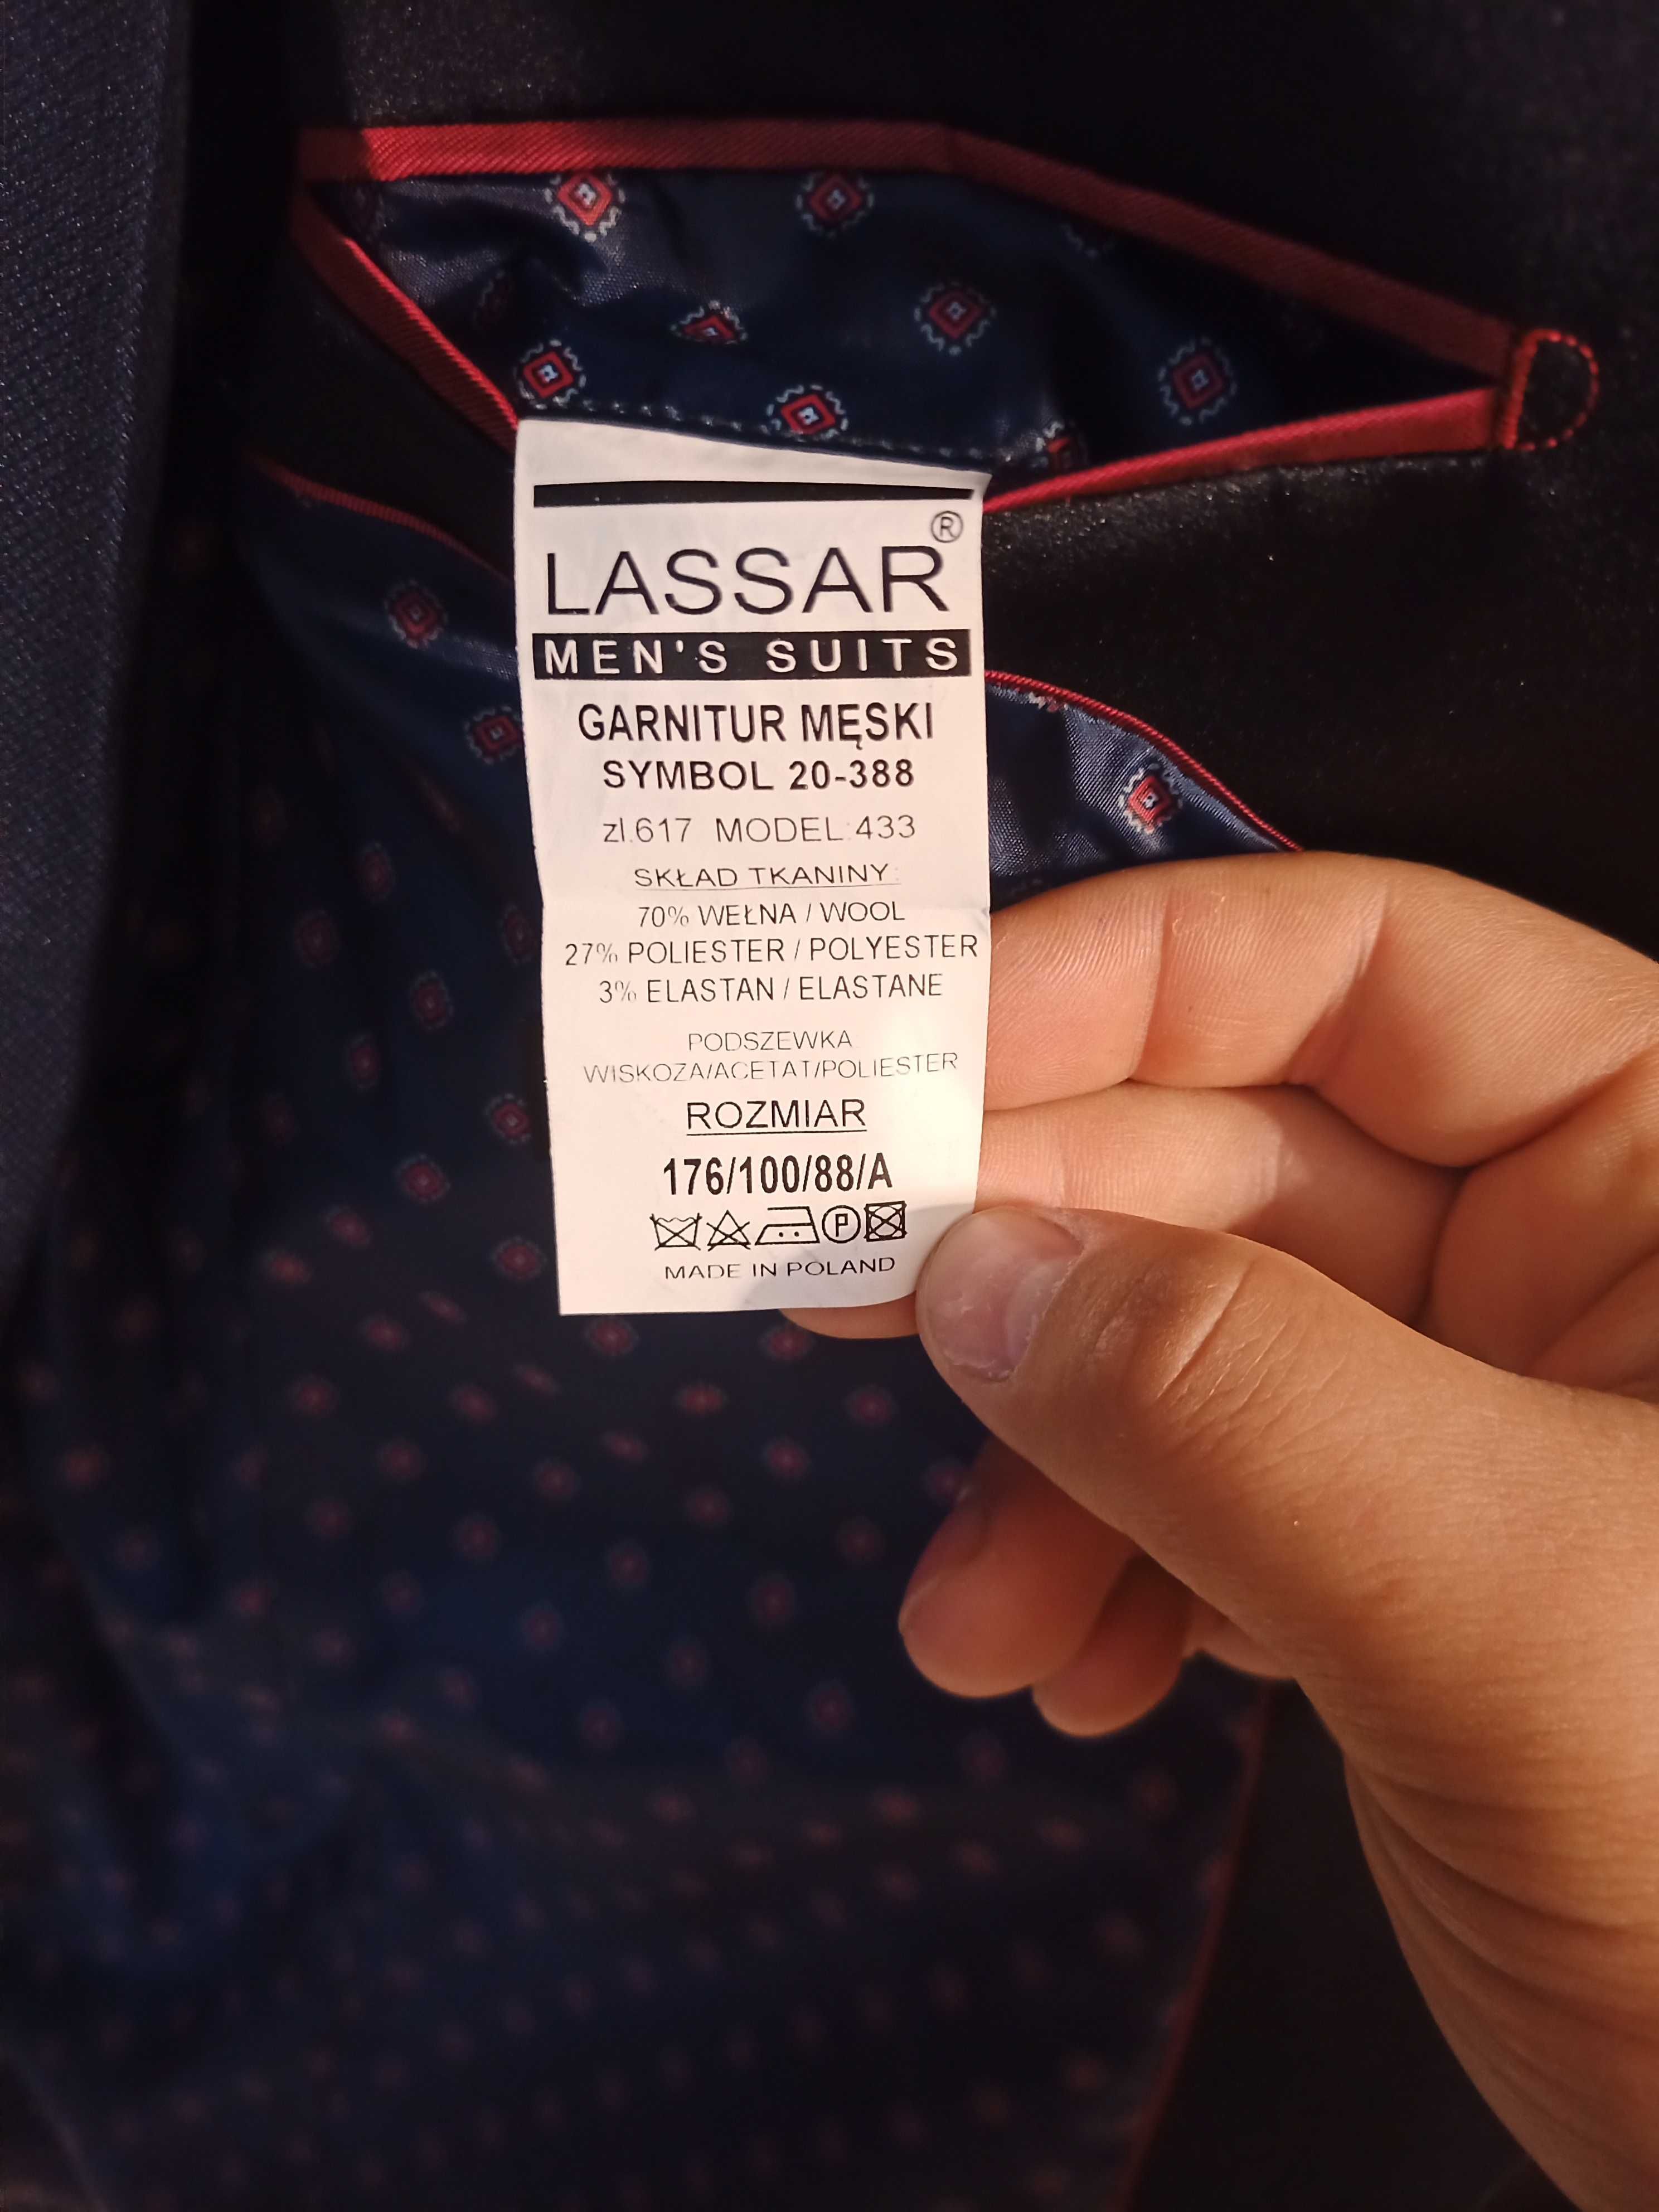 LASSAR®
MEN'S SUITS
GARNITUR MĘSKI
SYMBOL 20-388
zl.617 MODEL:433
SKŁAD TKANINY:
70% WEŁNA / WOOL
27% POLIESTER / POLYESTER
3% ELASTAN / ELASTANE
PODSZEWKA
WISKOZA/ACETAT/POLIESTER
ROZMIAR
176/100/88/A
P
MADE IN POLAND